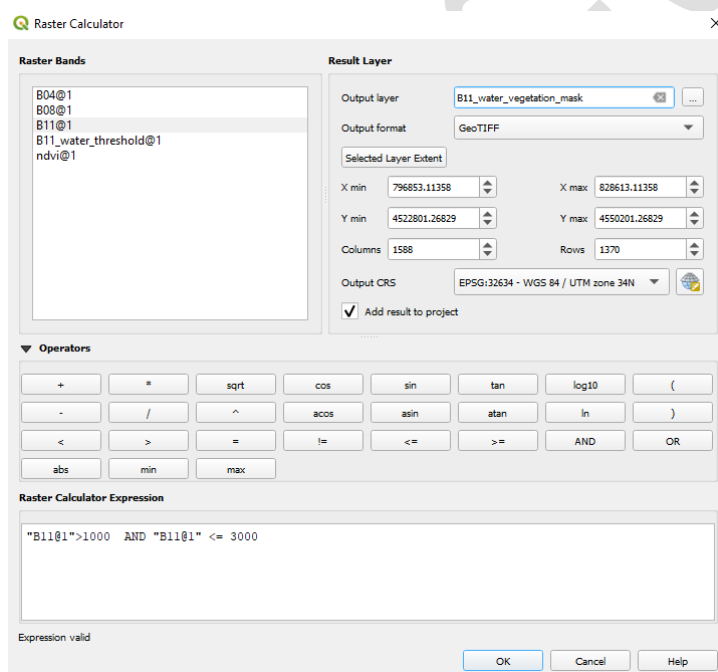 Raster Calculator
Raster Bands
B04@1
B08@1
B11@1
B11_water_threshold@1
ndvi@1
Result Layer
Output layer B11_water_vegetation_mask ...
Output format GeoTIFF
Selected Layer Extent
X min 796853.11358 X max 828613.11358
Y min 4522801.26829 Y max 4550201.26829
Columns 1588 Rows 1370
Output CRS EPSG:32634 - WGS 84 / UTM zone 34N
Add result to project
Operators
+ * sqrt cos sin tan log10 (
- / ^ acos asin atan ln )
< > = != <= >= AND OR
abs min max
Raster Calculator Expression
"B11@1">1000 AND "B11@1" <= 3000
Expression valid
OK Cancel Help